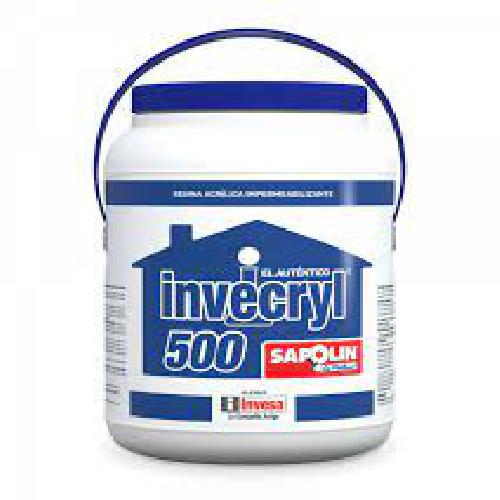 RESINA ACRÍLICA IMPERMEABILIZANTE
EL AUTÉNTICO
invecryl
500
SAPOLIN
invesa